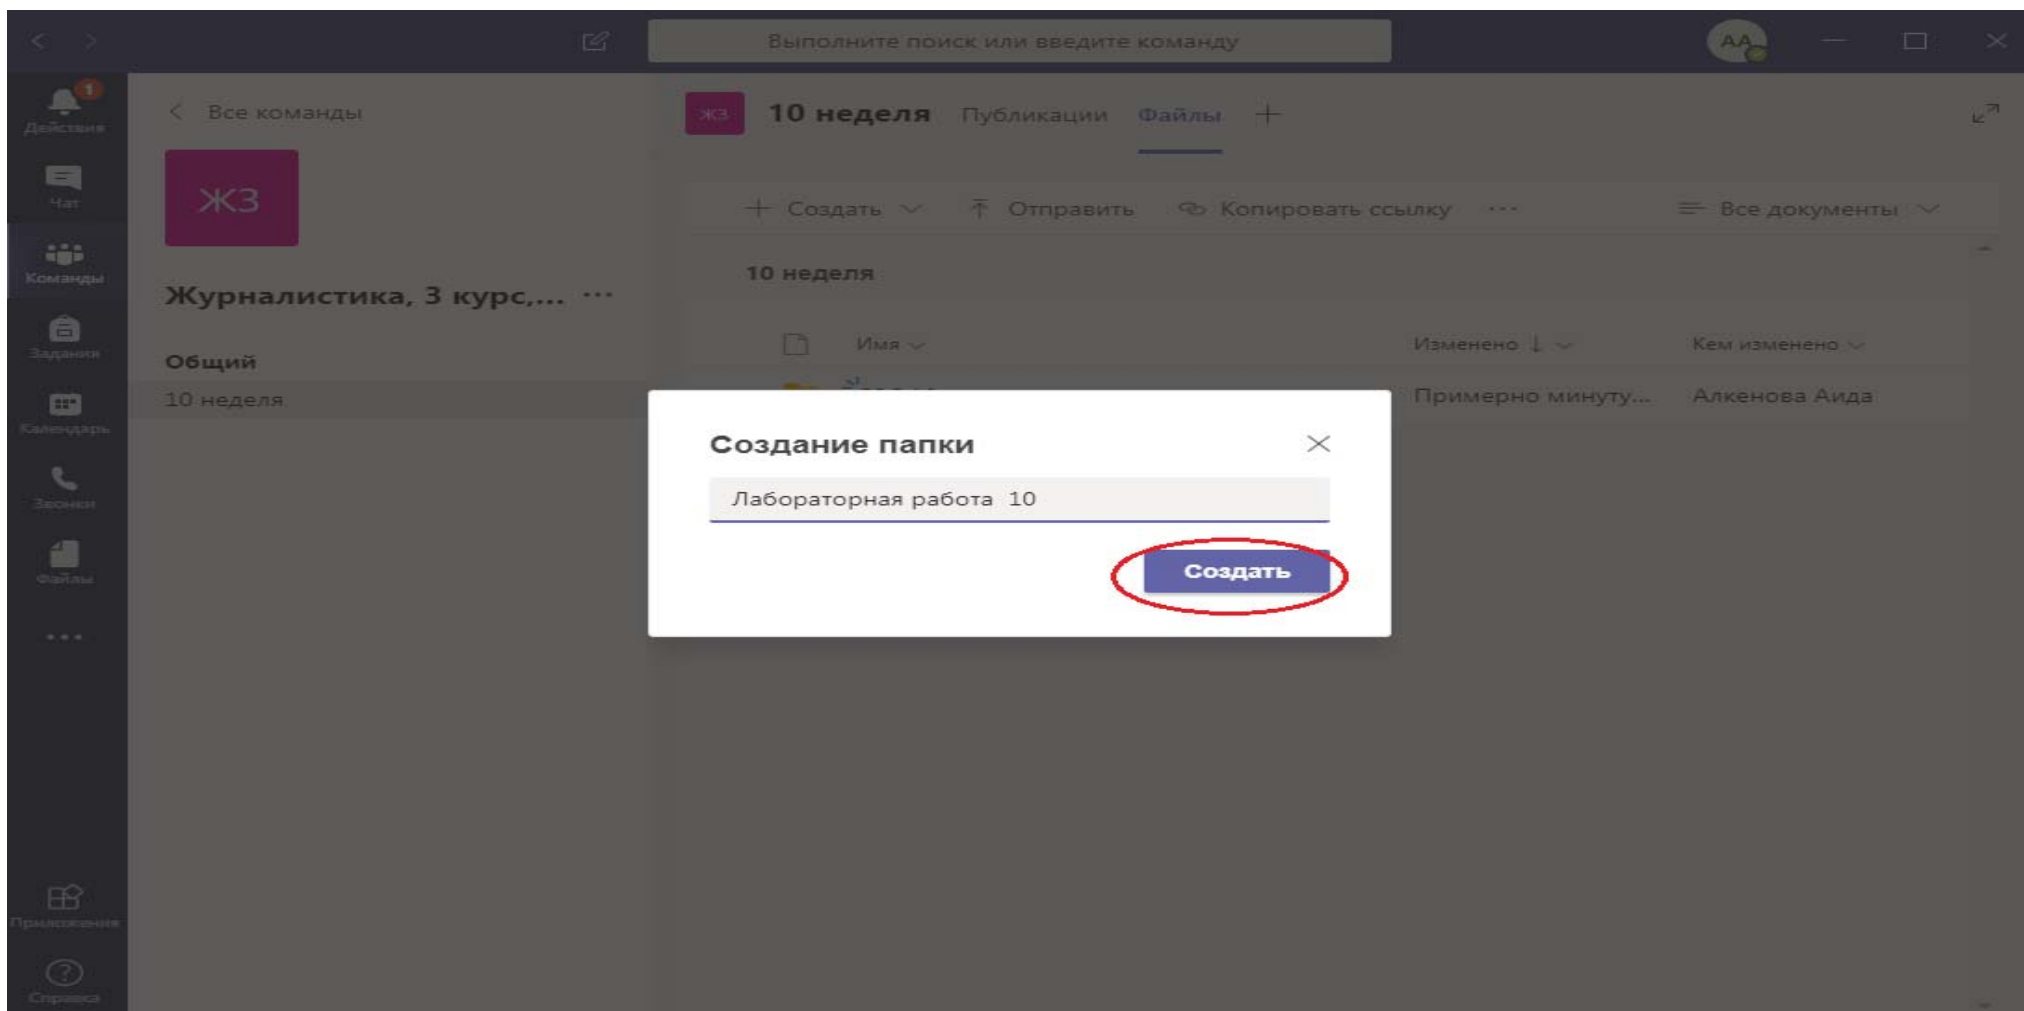 Выполните поиск или введите команду
AA
1
Действия
Чат
Команды
Задания
Календарь
Звонки
Файлы
Приложения
Справка
Все команды
ЖЗ
Журналистика, 3 курс,... ...
Общий
10 неделя
ЖЗ 10 неделя Публикации Файлы
Создать Отправить Копировать ссылку ... Все документы
10 неделя
Имя Изменено Кем изменено
Примерно минуту... Алкенова Аида
Создание папки
Лабораторная работа 10
Создать